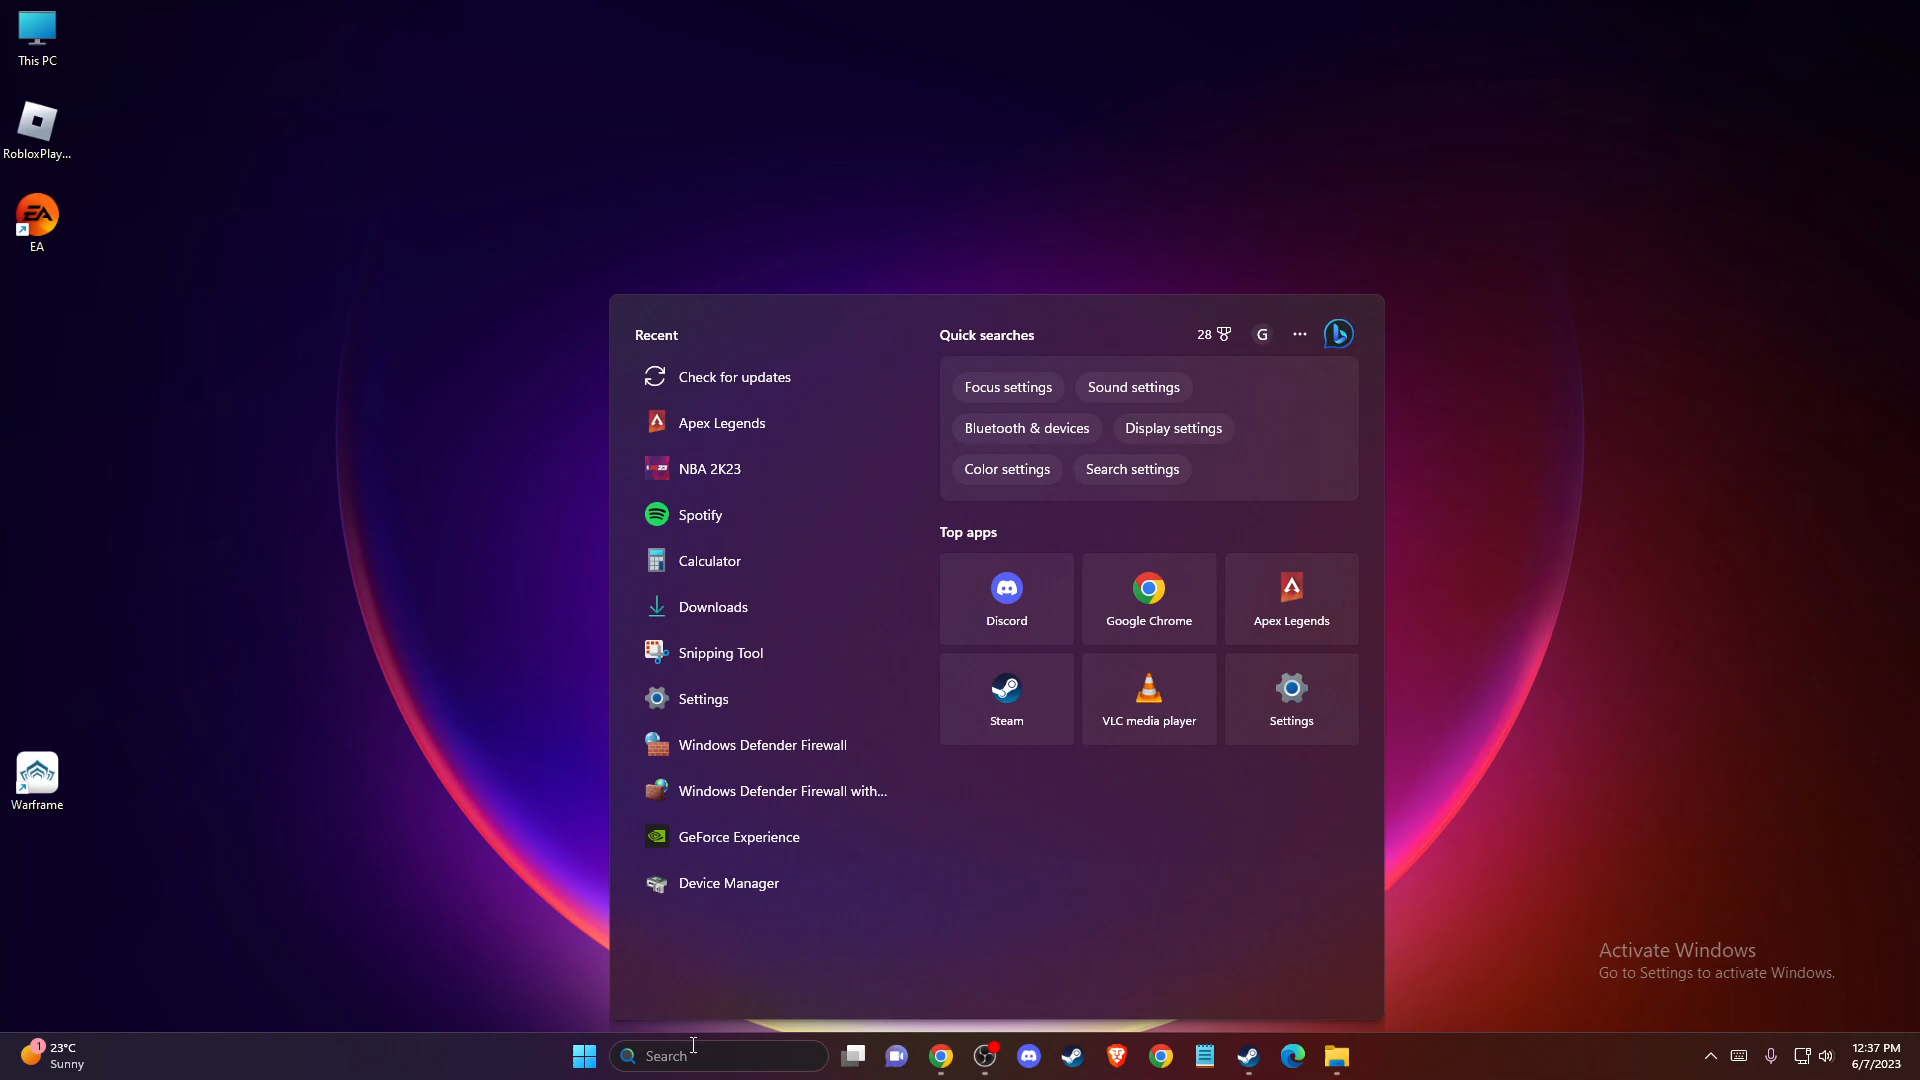 This PC
RobloxPlay...
EA
EA
Warframe
Recent
Check for updates
Apex Legends
NBA 2K23
Spotify
Calculator
Downloads
Snipping Tool
Settings
Windows Defender Firewall
Windows Defender Firewall with...
GeForce Experience
Device Manager
Quick searches
28
G
Focus settings
Sound settings
Bluetooth & devices
Display settings
Color settings
Search settings
Top apps
Discord
Google Chrome
Apex Legends
Steam
VLC media player
Settings
Activate Windows
Go to Settings to activate Windows.
1
23°C
Sunny
Search
12:37 PM
6/7/2023